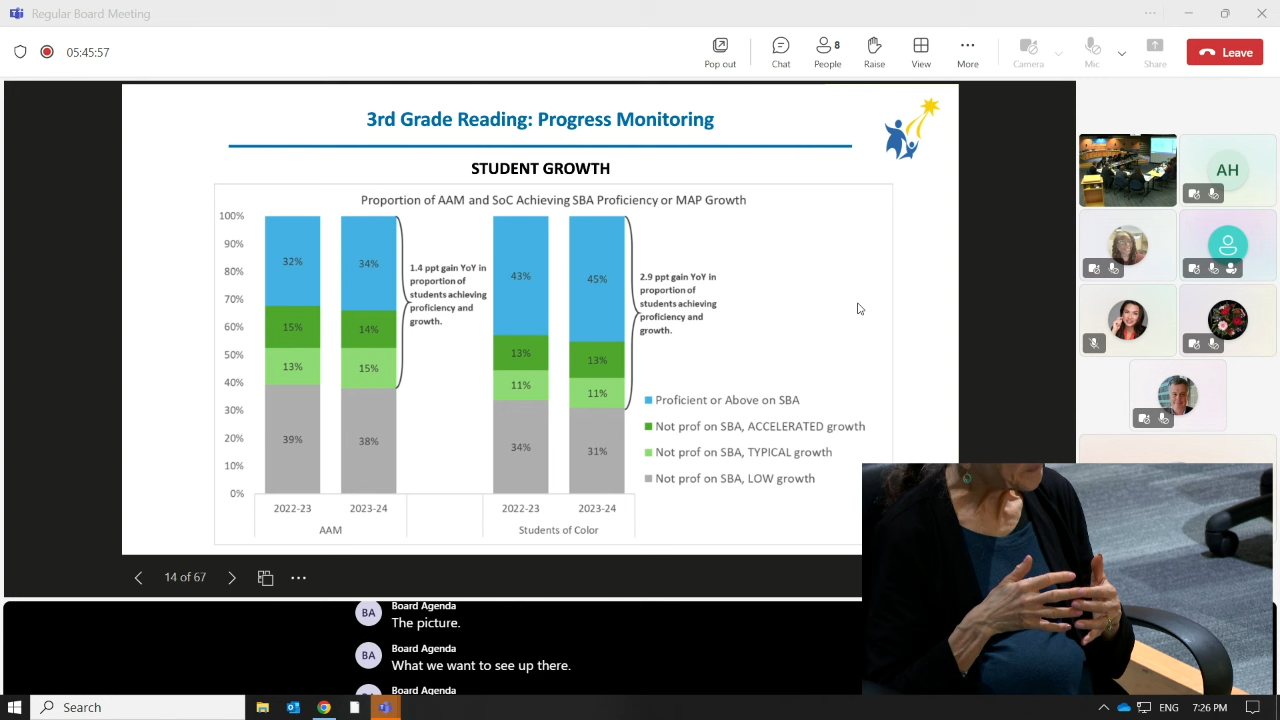 Regular Board Meeting
05:45:57
Pop out
Chat
8
People
Raise
View
More
Camera
Mic
Share
Leave
3rd Grade Reading: Progress Monitoring
STUDENT GROWTH
Proportion of AAM and SoC Achieving SBA Proficiency or MAP Growth
100%
90%
80%
70%
60%
50%
40%
30%
20%
10%
0%
32%
15%
13%
39%
34%
14%
15%
38%
1.4 ppt gain YoY in
proportion of
students achieving
proficiency and
growth.
43%
13%
11%
34%
45%
13%
11%
31%
2.9 ppt gain YoY in
proportion of
students achieving
proficiency and
growth.
Proficient or Above on SBA
Not prof on SBA, ACCELERATED growth
Not prof on SBA, TYPICAL growth
Not prof on SBA, LOW growth
2022-23
2023-24
2022-23
2023-24
AAM
Students of Color
AH
14 of 67
BA
Board Agenda
The picture.
BA
Board Agenda
What we want to see up there.
Board Agenda
Search
ENG
7:26 PM